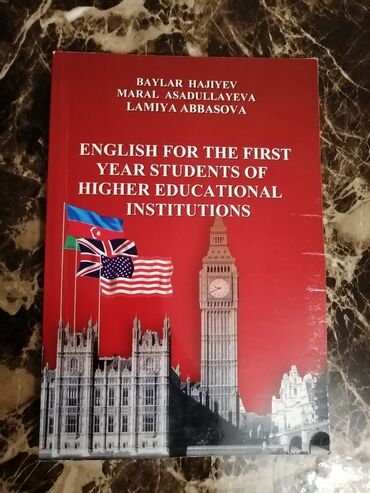 BAYLAR HAJIYEV
MARAL ASADULLAYEVA
LAMIYA ABBASOVA
ENGLISH FOR THE FIRST
YEAR STUDENTS OF
HIGHER EDUCATIONAL
INSTITUTIONS